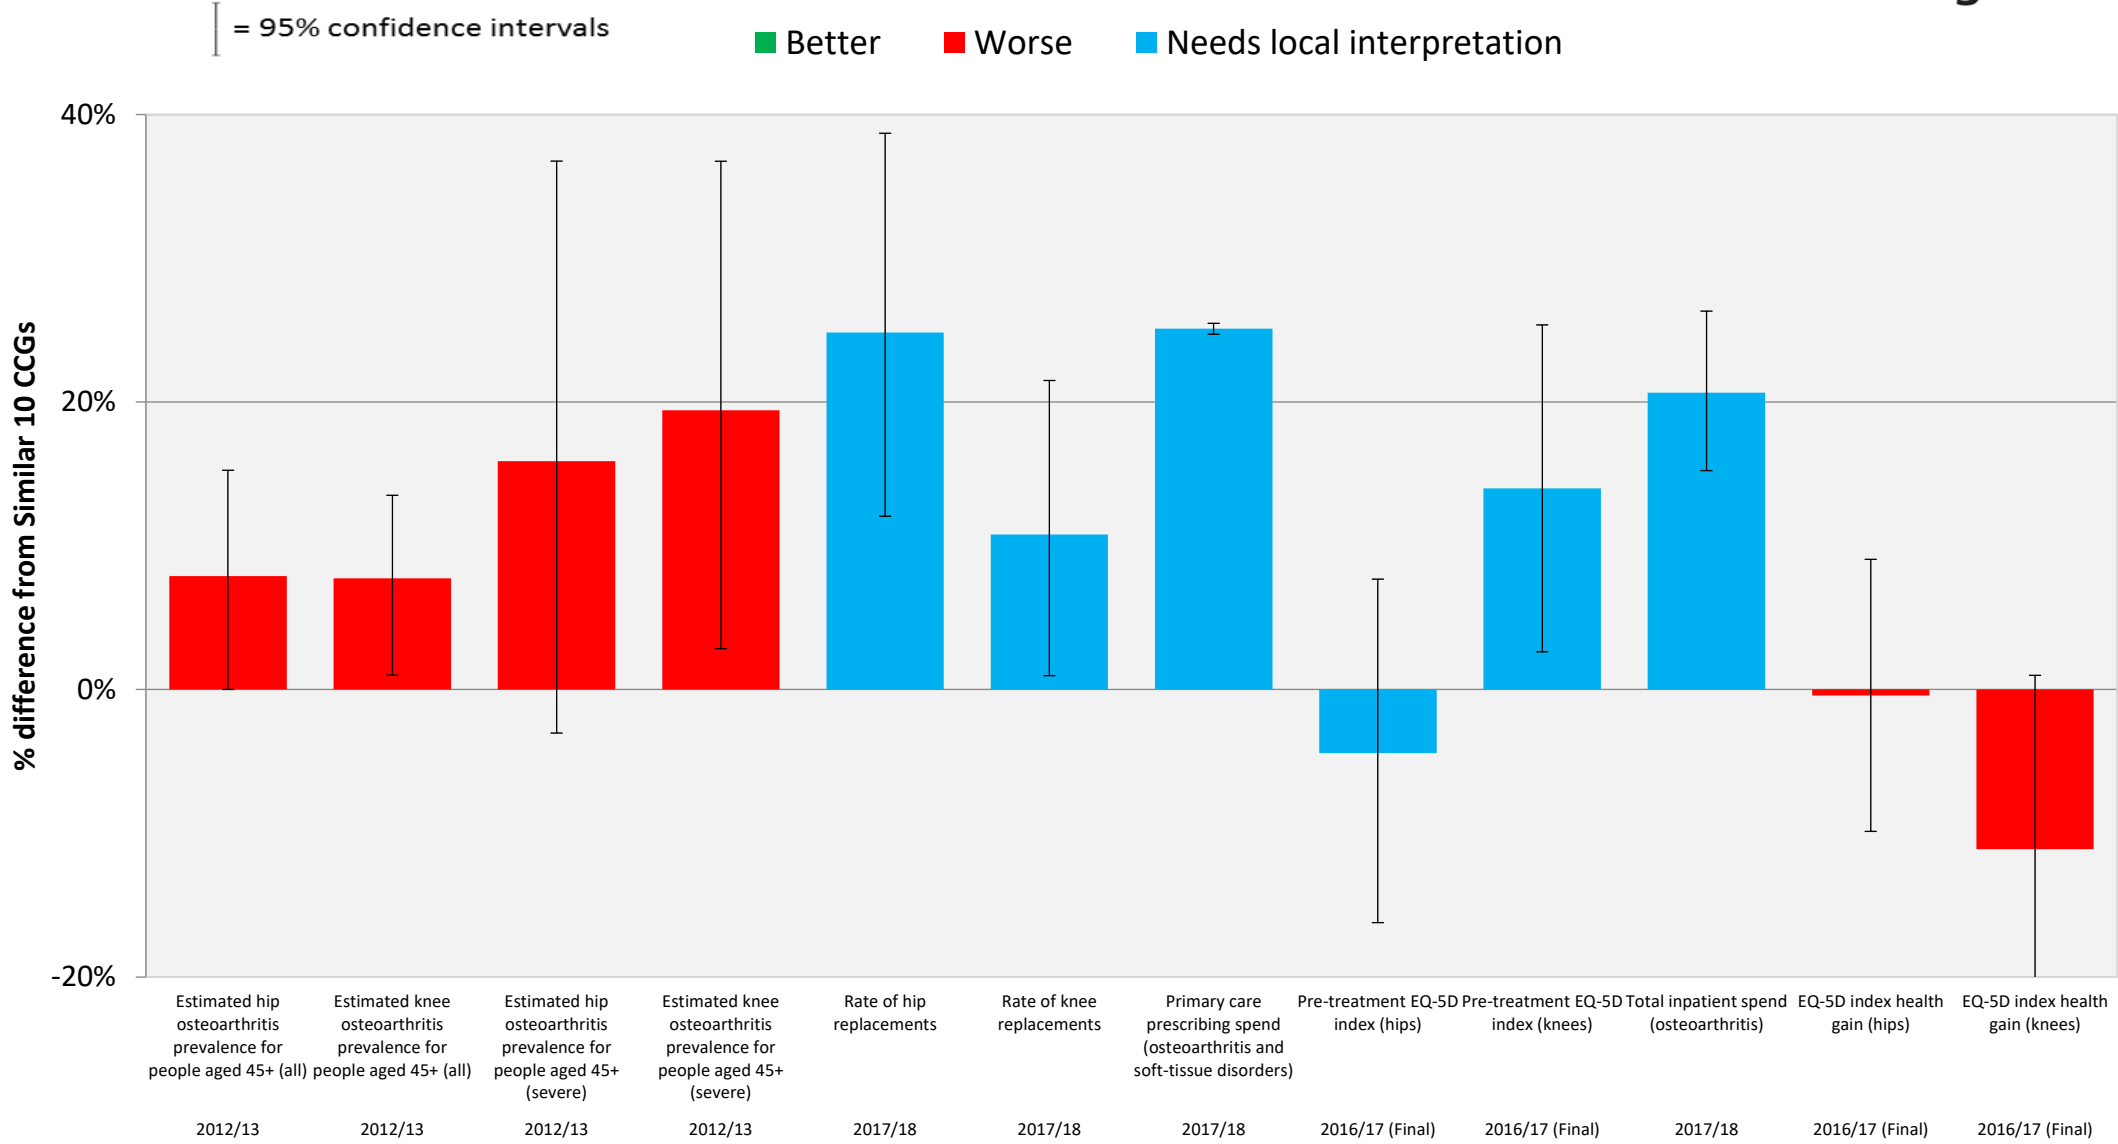 = 95% confidence intervals
Better Worse Needs local interpretation
% difference from Similar 10 CCGs
40%
20%
0%
-20%
Estimated hip
osteoarthritis
prevalence for
people aged 45+ (all)
2012/13
Estimated knee
osteoarthritis
prevalence for
people aged 45+ (all)
2012/13
Estimated hip
osteoarthritis
prevalence for
people aged 45+
(severe)
2012/13
Estimated knee
osteoarthritis
prevalence for
people aged 45+
(severe)
2012/13
Rate of hip
replacements
2017/18
Rate of knee
replacements
2017/18
Primary care
prescribing spend
(osteoarthritis and
soft-tissue disorders)
2017/18
Pre-treatment EQ-5D
index (hips)
2016/17 (Final)
Pre-treatment EQ-5D
index (knees)
2016/17 (Final)
Total inpatient spend
(osteoarthritis)
2017/18
EQ-5D index health
gain (hips)
2016/17 (Final)
EQ-5D index health
gain (knees)
2016/17 (Final)